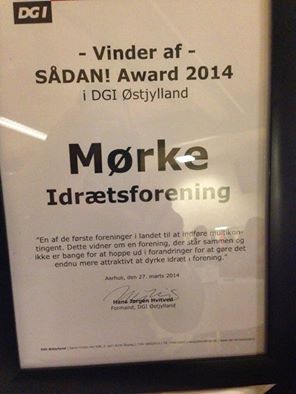 DGI
- Vinder af -
SÅDAN! Award 2014
i DGI Østjylland
Mørke
Idrætsforening
"En af de første foreninger i landet til at indføre multikon-
tingent. Dette vidner om en forening, der står sammen og
ikke er bange for at hoppe ud i forandringer for at gøre det
endnu mere attraktivt at dyrke idræt i forening."
Aarhus, den 27. marts 2014
Hans Jørgen Hvitved
Formand, DGI Østjylland
DGI Østjylland